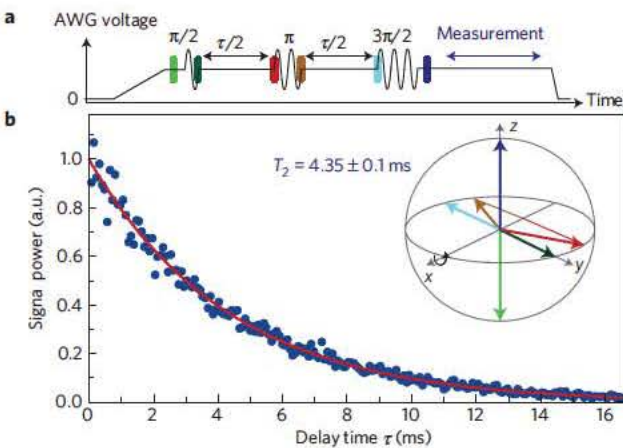 a
AWG voltage
π/2 τ/2 π τ/2 3π/2 Measurement
0
Time
b
T₂ = 4.35 ± 0.1 ms
Signa power (a.u.)
1.0
0.8
0.6
0.4
0.2
0.0
z
x
y
0 2 4 6 8 10 12 14 16
Delay time τ (ms)